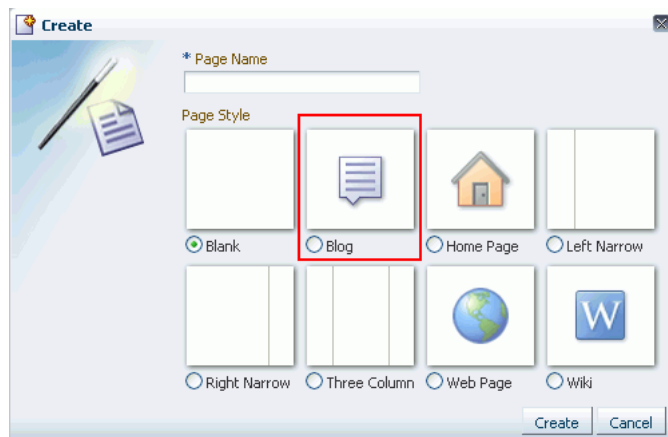 Create
* Page Name
Page Style
Blank
Blog
Home Page
Left Narrow
Right Narrow
Three Column
Web Page
W
Wiki
Create
Cancel